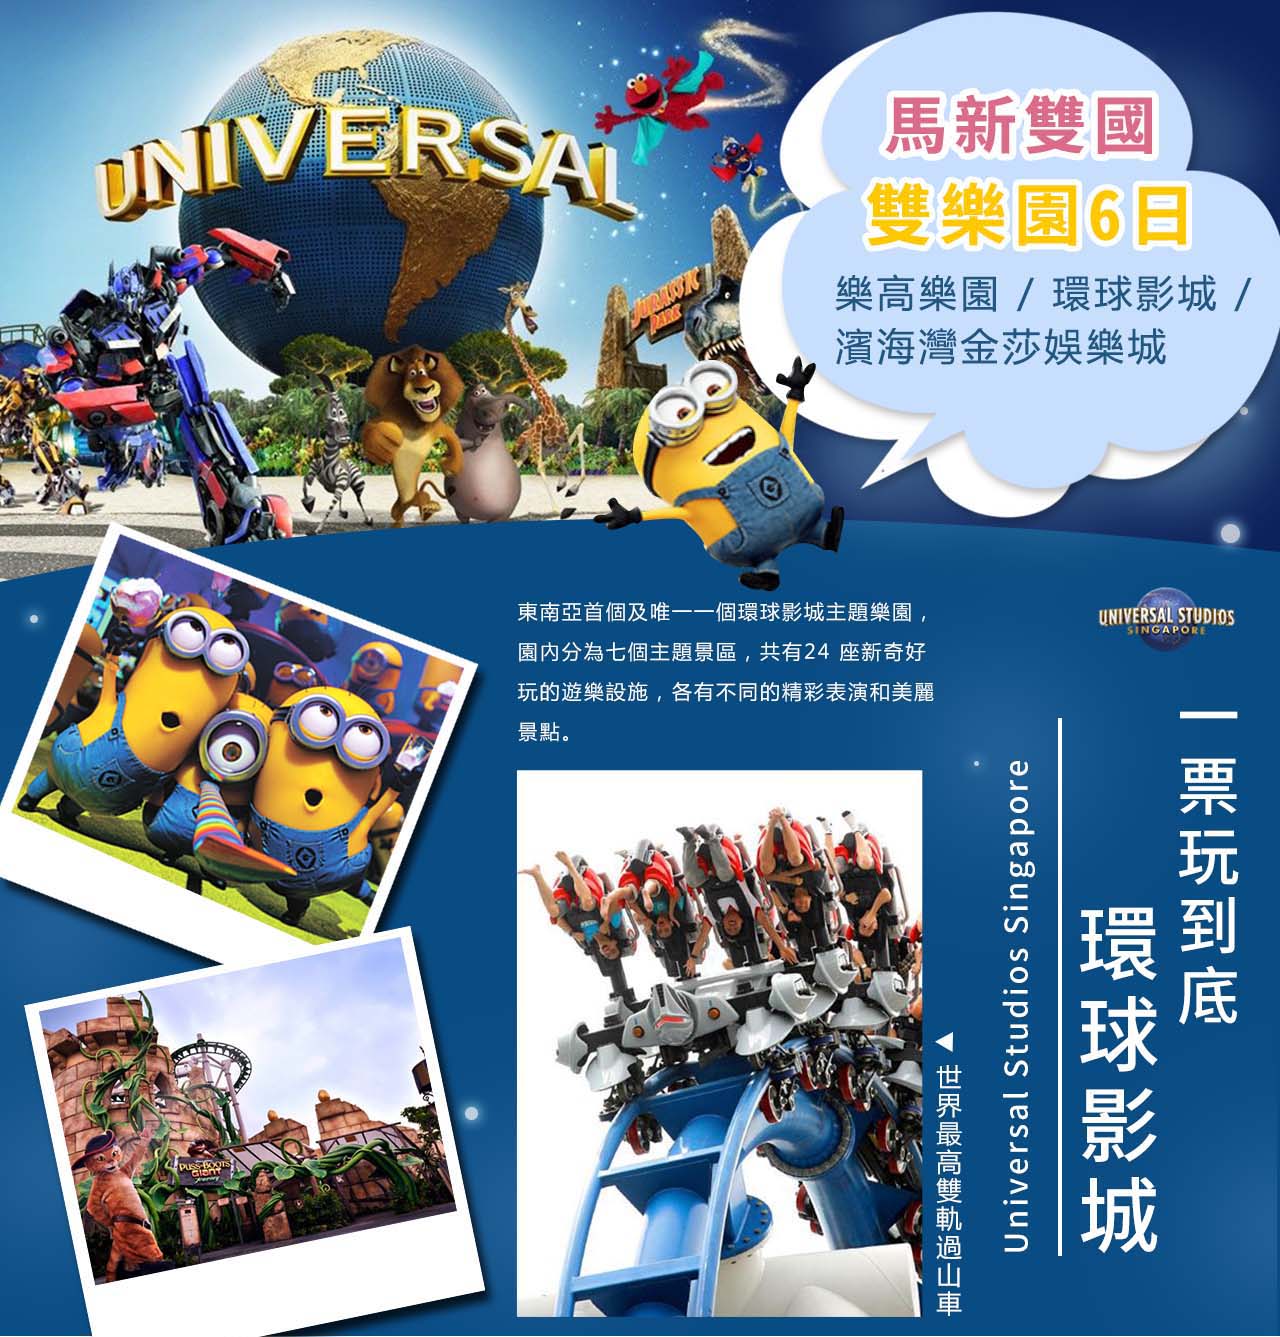 UNIVERSAL
JURASSIC
PARK
馬新雙國
雙樂園6日
樂高樂園 / 環球影城 /
濱海灣金莎娛樂城
東南亞首個及唯一一個環球影城主題樂園，
園內分為七個主題景區，共有24 座新奇好
玩的遊樂設施，各有不同的精彩表演和美麗
景點。
UNIVERSAL STUDIOS
SINGAPORE
一票玩到底
環球影城
Universal Studios Singapore
◀世界最高雙軌過山車
PUSS-BOOTS
GIANT
Journey